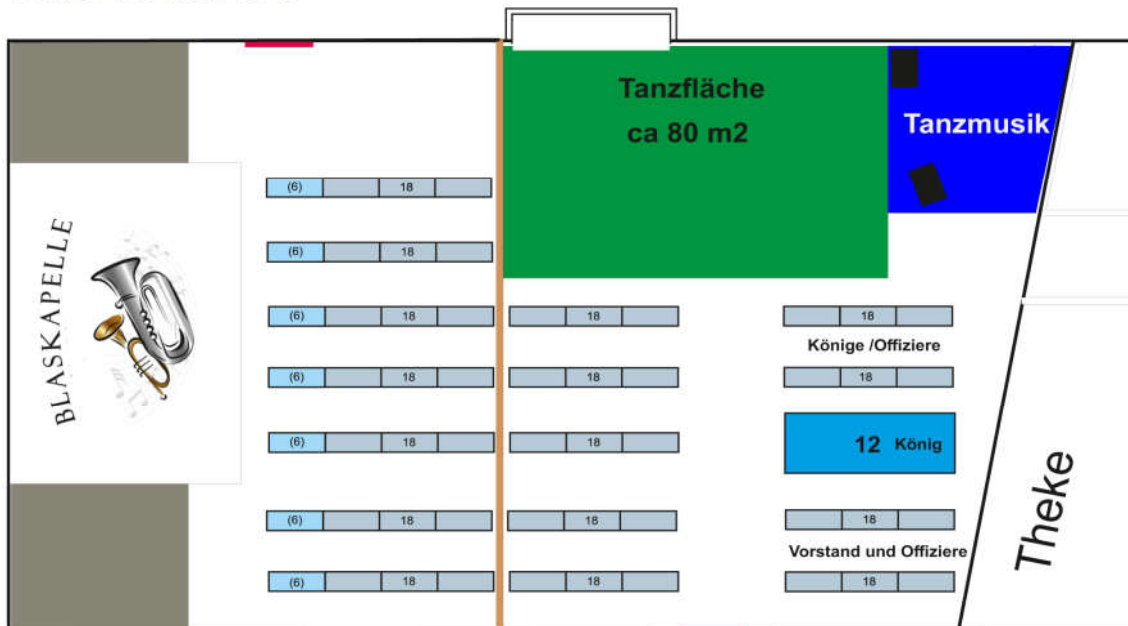 Tanzfläche
ca 80 m2
Tanzmusik
BLASKAPELLE
(6) 18
(6) 18
(6) 18 18 18
Könige /Offiziere
(6) 18 18 18
(6) 18 18 12 König
(6) 18 18 18
Vorstand und Offiziere
(6) 18 18 18
Theke